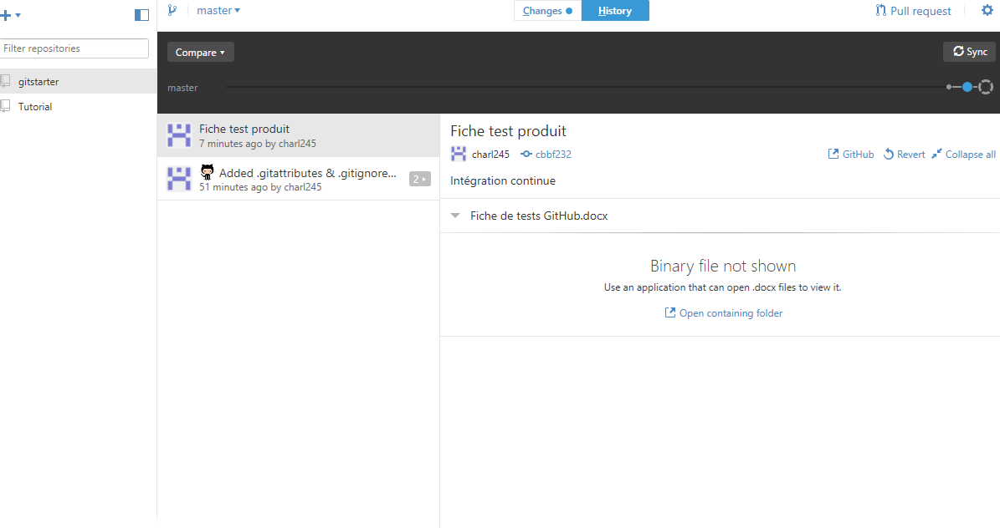 master
Changes
History
Pull request
Filter repositories
gitstarter
Tutorial
Compare
Sync
master
Fiche test produit
7 minutes ago by charl245
Added .gitattributes & .gitignore...
2
51 minutes ago by charl245
Fiche test produit
charl245
cbbf232
GitHub
Revert
Collapse all
Intégration continue
Fiche de tests GitHub.docx
Binary file not shown
Use an application that can open .docx files to view it.
Open containing folder